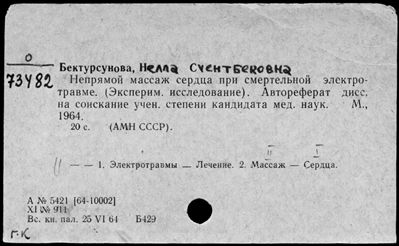 О
73482
Бектурсунова, Нелла Счентбековна
Непрямой массаж сердца при смертельной электро-
травме. (Эксперим. исследование). Автореферат дисс.
на соискание учен. степени кандидата мед. наук. М.,
1964.
20 с. (АМН СССР).
II I
— — 1. Электротравмы — Лечение. 2. Массаж — Сердца.
А № 5421 [64-10002]
XI № 911
Вс. кн. пал. 25 VI 64 Б429
Г-К